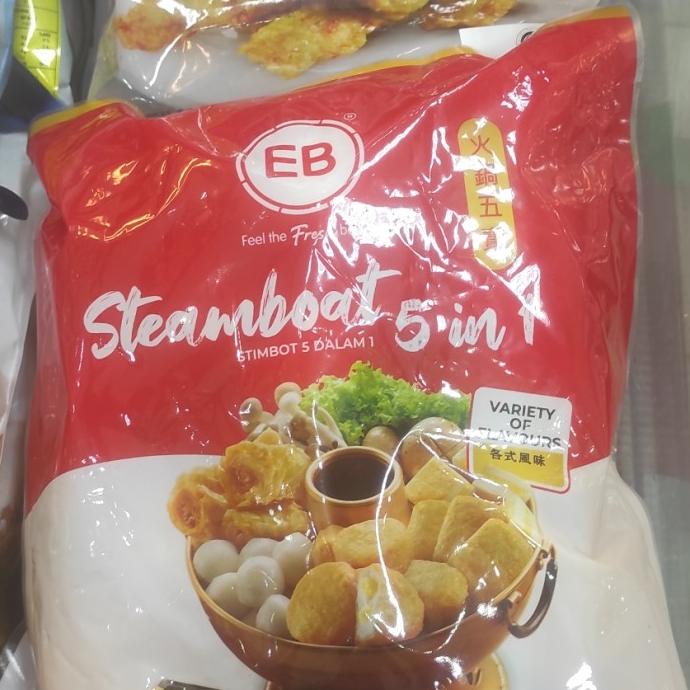 EB
®
Feel the
火鍋五
Steamboat 5 in 1
STIMBOT 5 DALAM 1
VARIETY
OF
FLAVOURS
各式風味